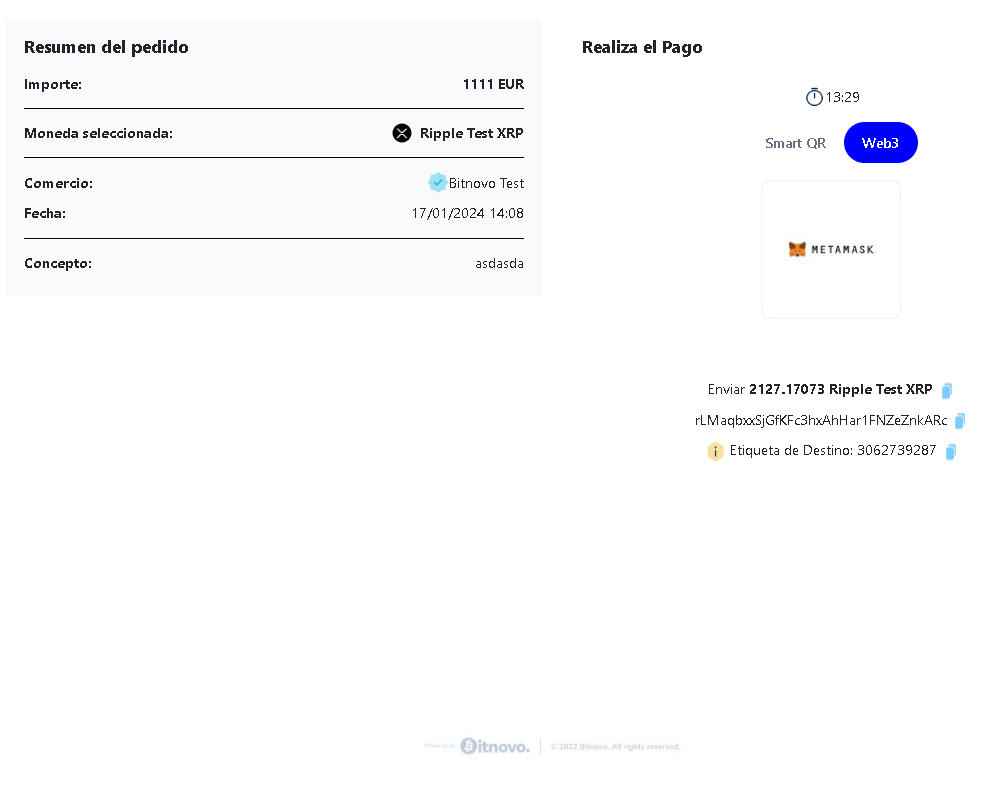 Resumen del pedido
Importe: 1111 EUR
Moneda seleccionada: Ripple Test XRP
Comercio: Bitnovo Test
Fecha: 17/01/2024 14:08
Concepto: asdasda
Realiza el Pago
13:29
Smart QR Web3
METAMASK
Enviar 2127.17073 Ripple Test XRP
rLMaqbxxSjGfKFc3hxAhHar1FNZeZnkARc
Etiqueta de Destino: 3062739287
Powered by Bitnovo. © 2022 Bitnovo. All rights reserved.